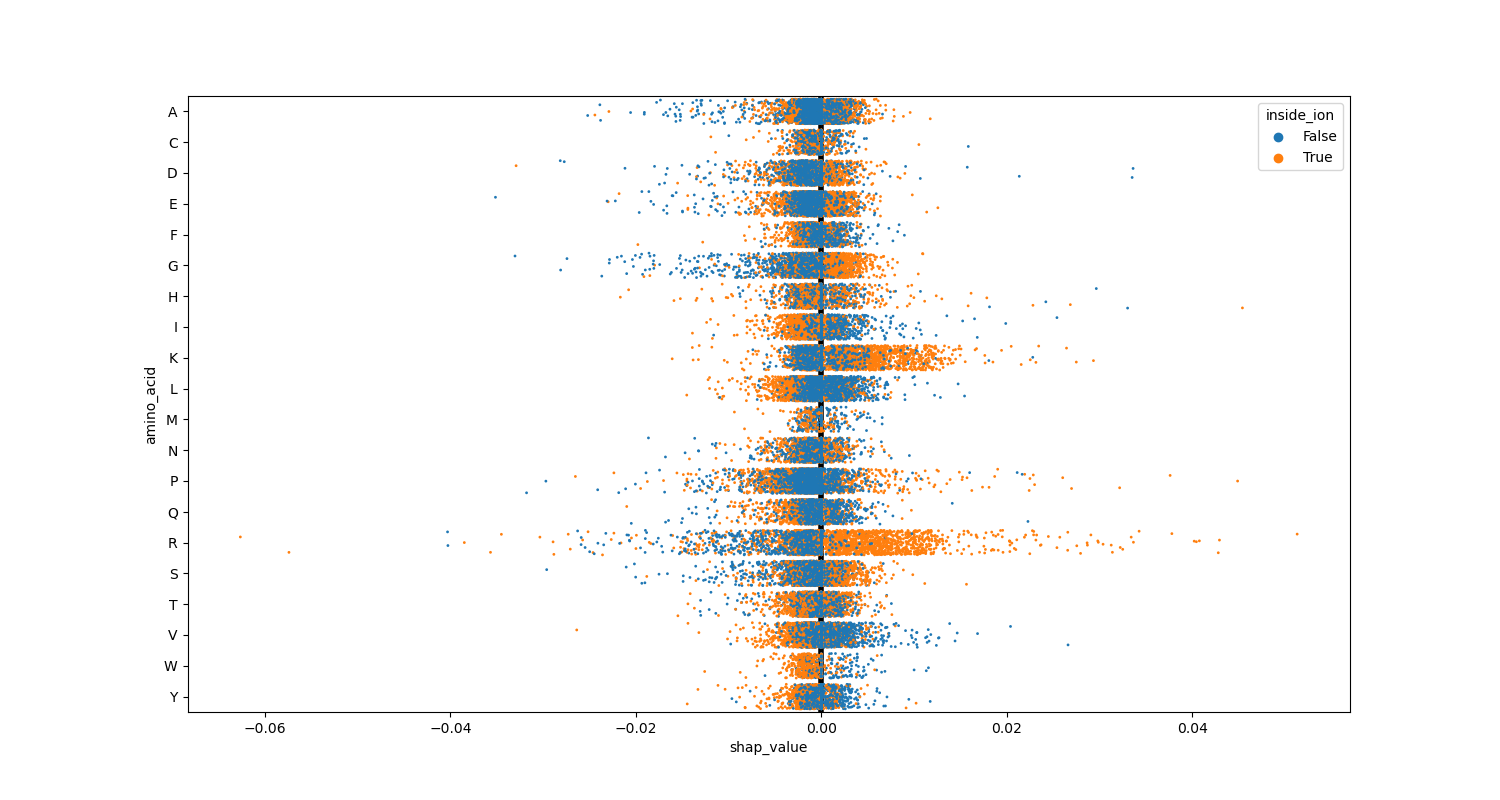 inside_ion
False
True
amino_acid
A
C
D
E
F
G
H
I
K
L
M
N
P
Q
R
S
T
V
W
Y
−0.06 −0.04 −0.02 0.00 0.02 0.04
shap_value